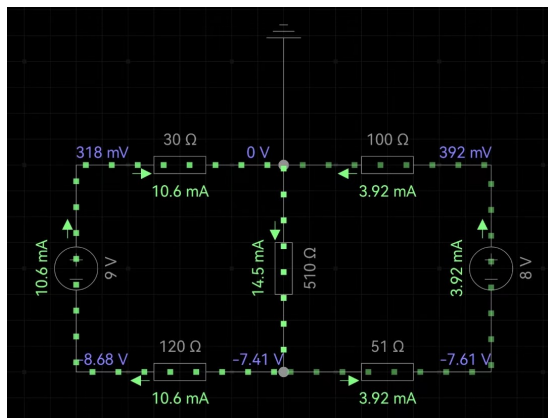 30 Ω
100 Ω
318 mV
0 V
392 mV
10.6 mA
3.92 mA
10.6 mA
9 V
14.5 mA
510 Ω
3.92 mA
8 V
120 Ω
51 Ω
-8.68 V
-7.41 V
-7.61 V
10.6 mA
3.92 mA